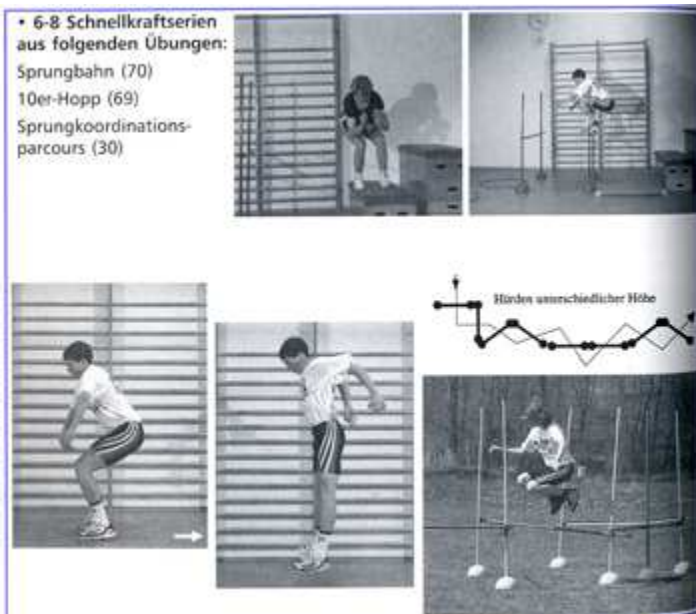 • 6-8 Schnellkraftserien
aus folgenden Übungen:
Sprungbahn (70)
10er-Hopp (69)
Sprungkoordinations-
parcours (30)
Hürden unterschiedlicher Höhe